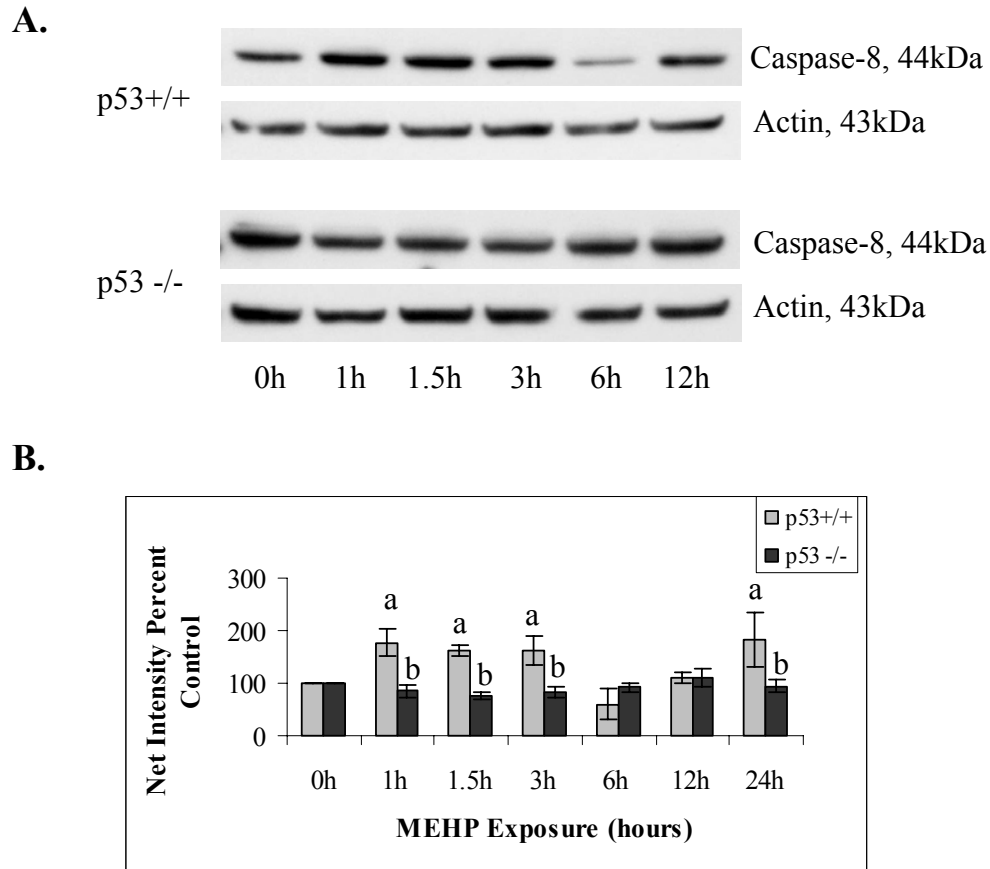 A.
p53+/+
Caspase-8, 44kDa
Actin, 43kDa
p53 -/-
Caspase-8, 44kDa
Actin, 43kDa
0h 1h 1.5h 3h 6h 12h
B.
p53+/+
p53 -/-
Net Intensity Percent
Control
300
200
100
0
a
b
a
b
a
b
a
b
0h 1h 1.5h 3h 6h 12h 24h
MEHP Exposure (hours)